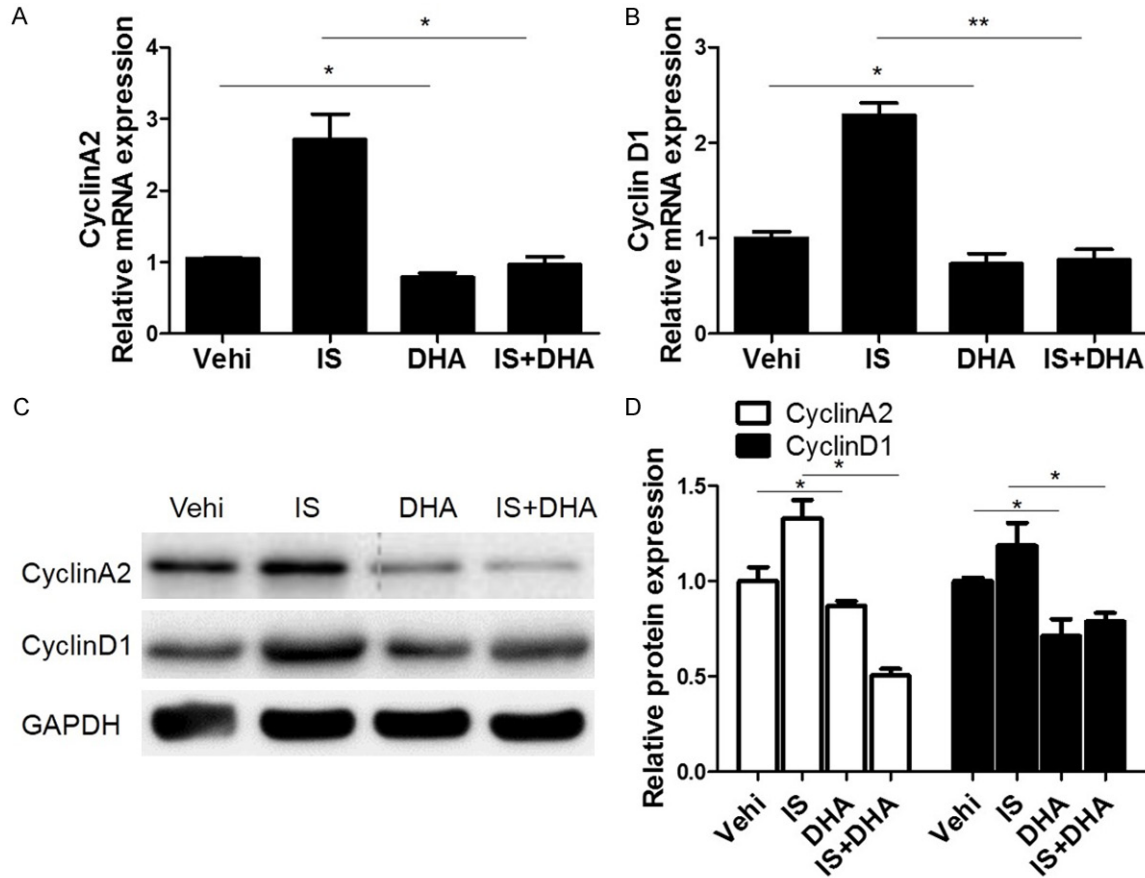 A
CyclinA2
Relative mRNA expression
4
3
2
1
0
*
*
Vehi IS DHA IS+DHA
B
Cyclin D1
Relative mRNA expression
3
2
1
0
**
*
Vehi IS DHA IS+DHA
C
Vehi IS DHA IS+DHA
CyclinA2
CyclinD1
GAPDH
D
CyclinA2
CyclinD1
Relative protein expression
1.5
1.0
0.5
0.0
*
*
*
*
Vehi IS DHA IS+DHA Vehi IS DHA IS+DHA